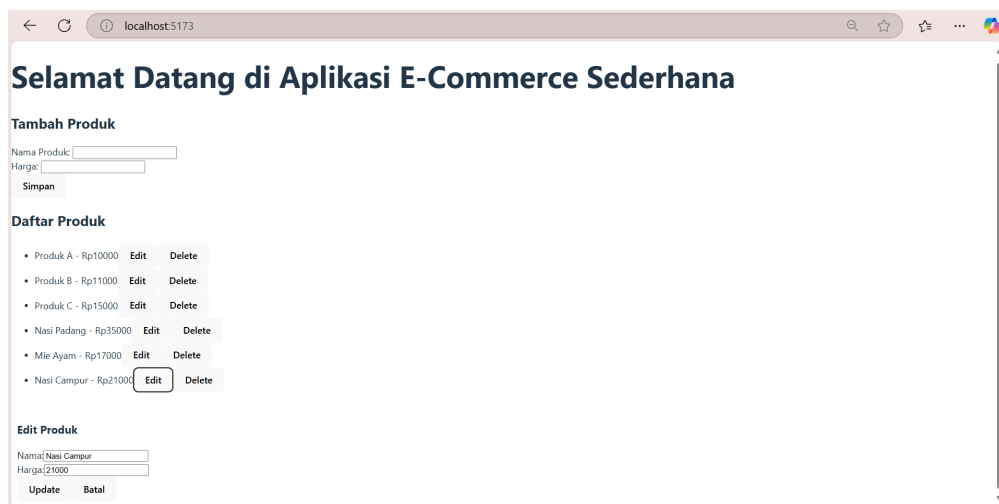 localhost:5173
Selamat Datang di Aplikasi E-Commerce Sederhana
Tambah Produk
Nama Produk:
Harga:
Simpan
Daftar Produk
Produk A - Rp10000 Edit Delete
Produk B - Rp11000 Edit Delete
Produk C - Rp15000 Edit Delete
Nasi Padang - Rp35000 Edit Delete
Mie Ayam - Rp17000 Edit Delete
Nasi Campur - Rp21000 Edit Delete
Edit Produk
Nama: Nasi Campur
Harga: 21000
Update Batal